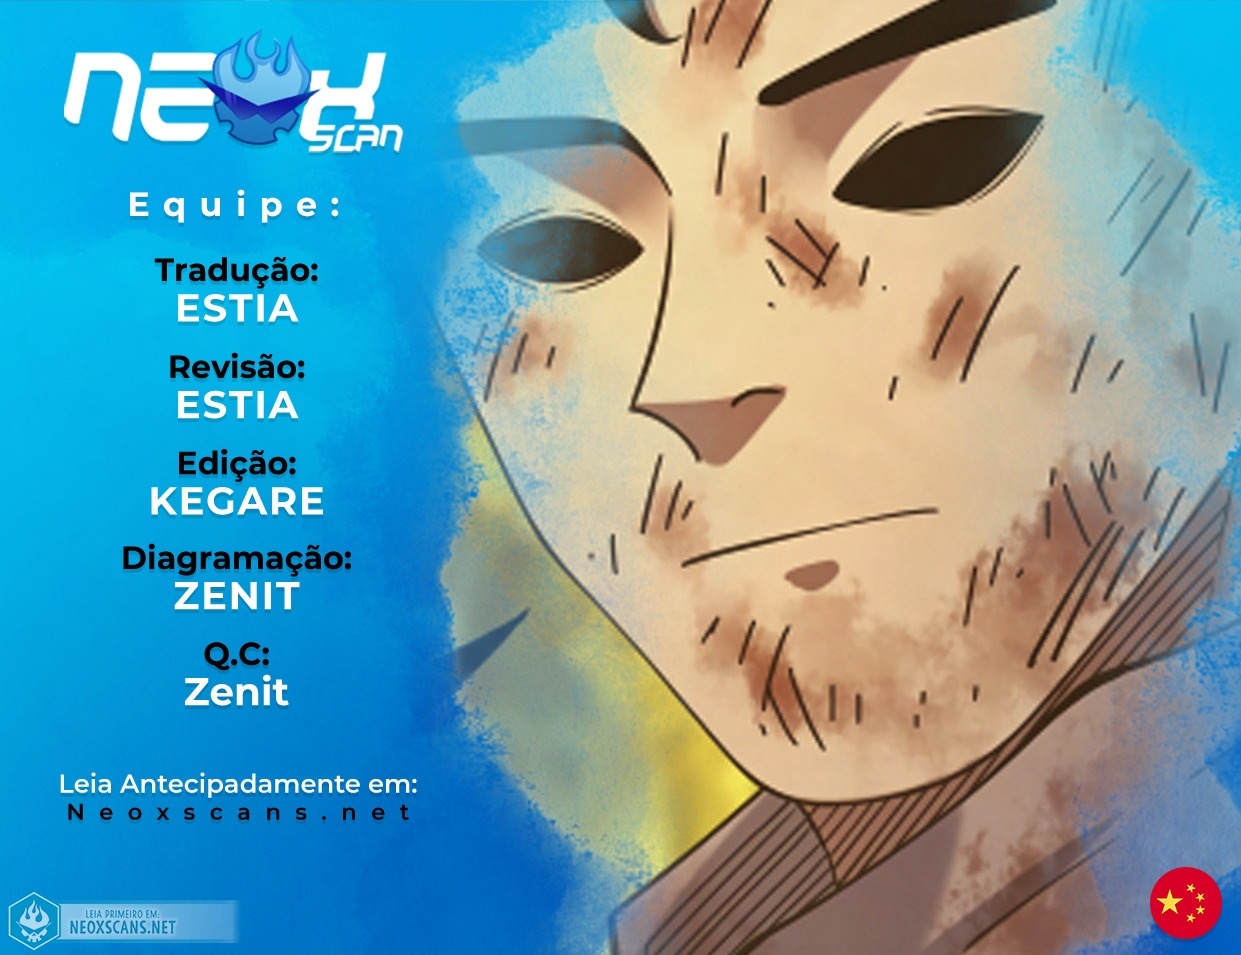 NEOX
SCAN
Equipe:
Tradução:
ESTIA
Revisão:
ESTIA
Edição:
KEGARE
Diagramação:
ZENIT
Q.C:
Zenit
Leia Antecipadamente em:
Neoxscans.net
LEIA PRIMEIRO EM:
NEOXSCANS.NET